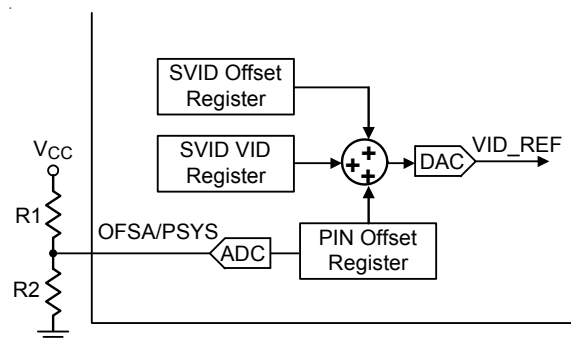 SVID Offset
Register
SVID VID
Register
+
+
+
DAC
VID_REF
VCC
R1
OFSA/PSYS
ADC
PIN Offset
Register
R2